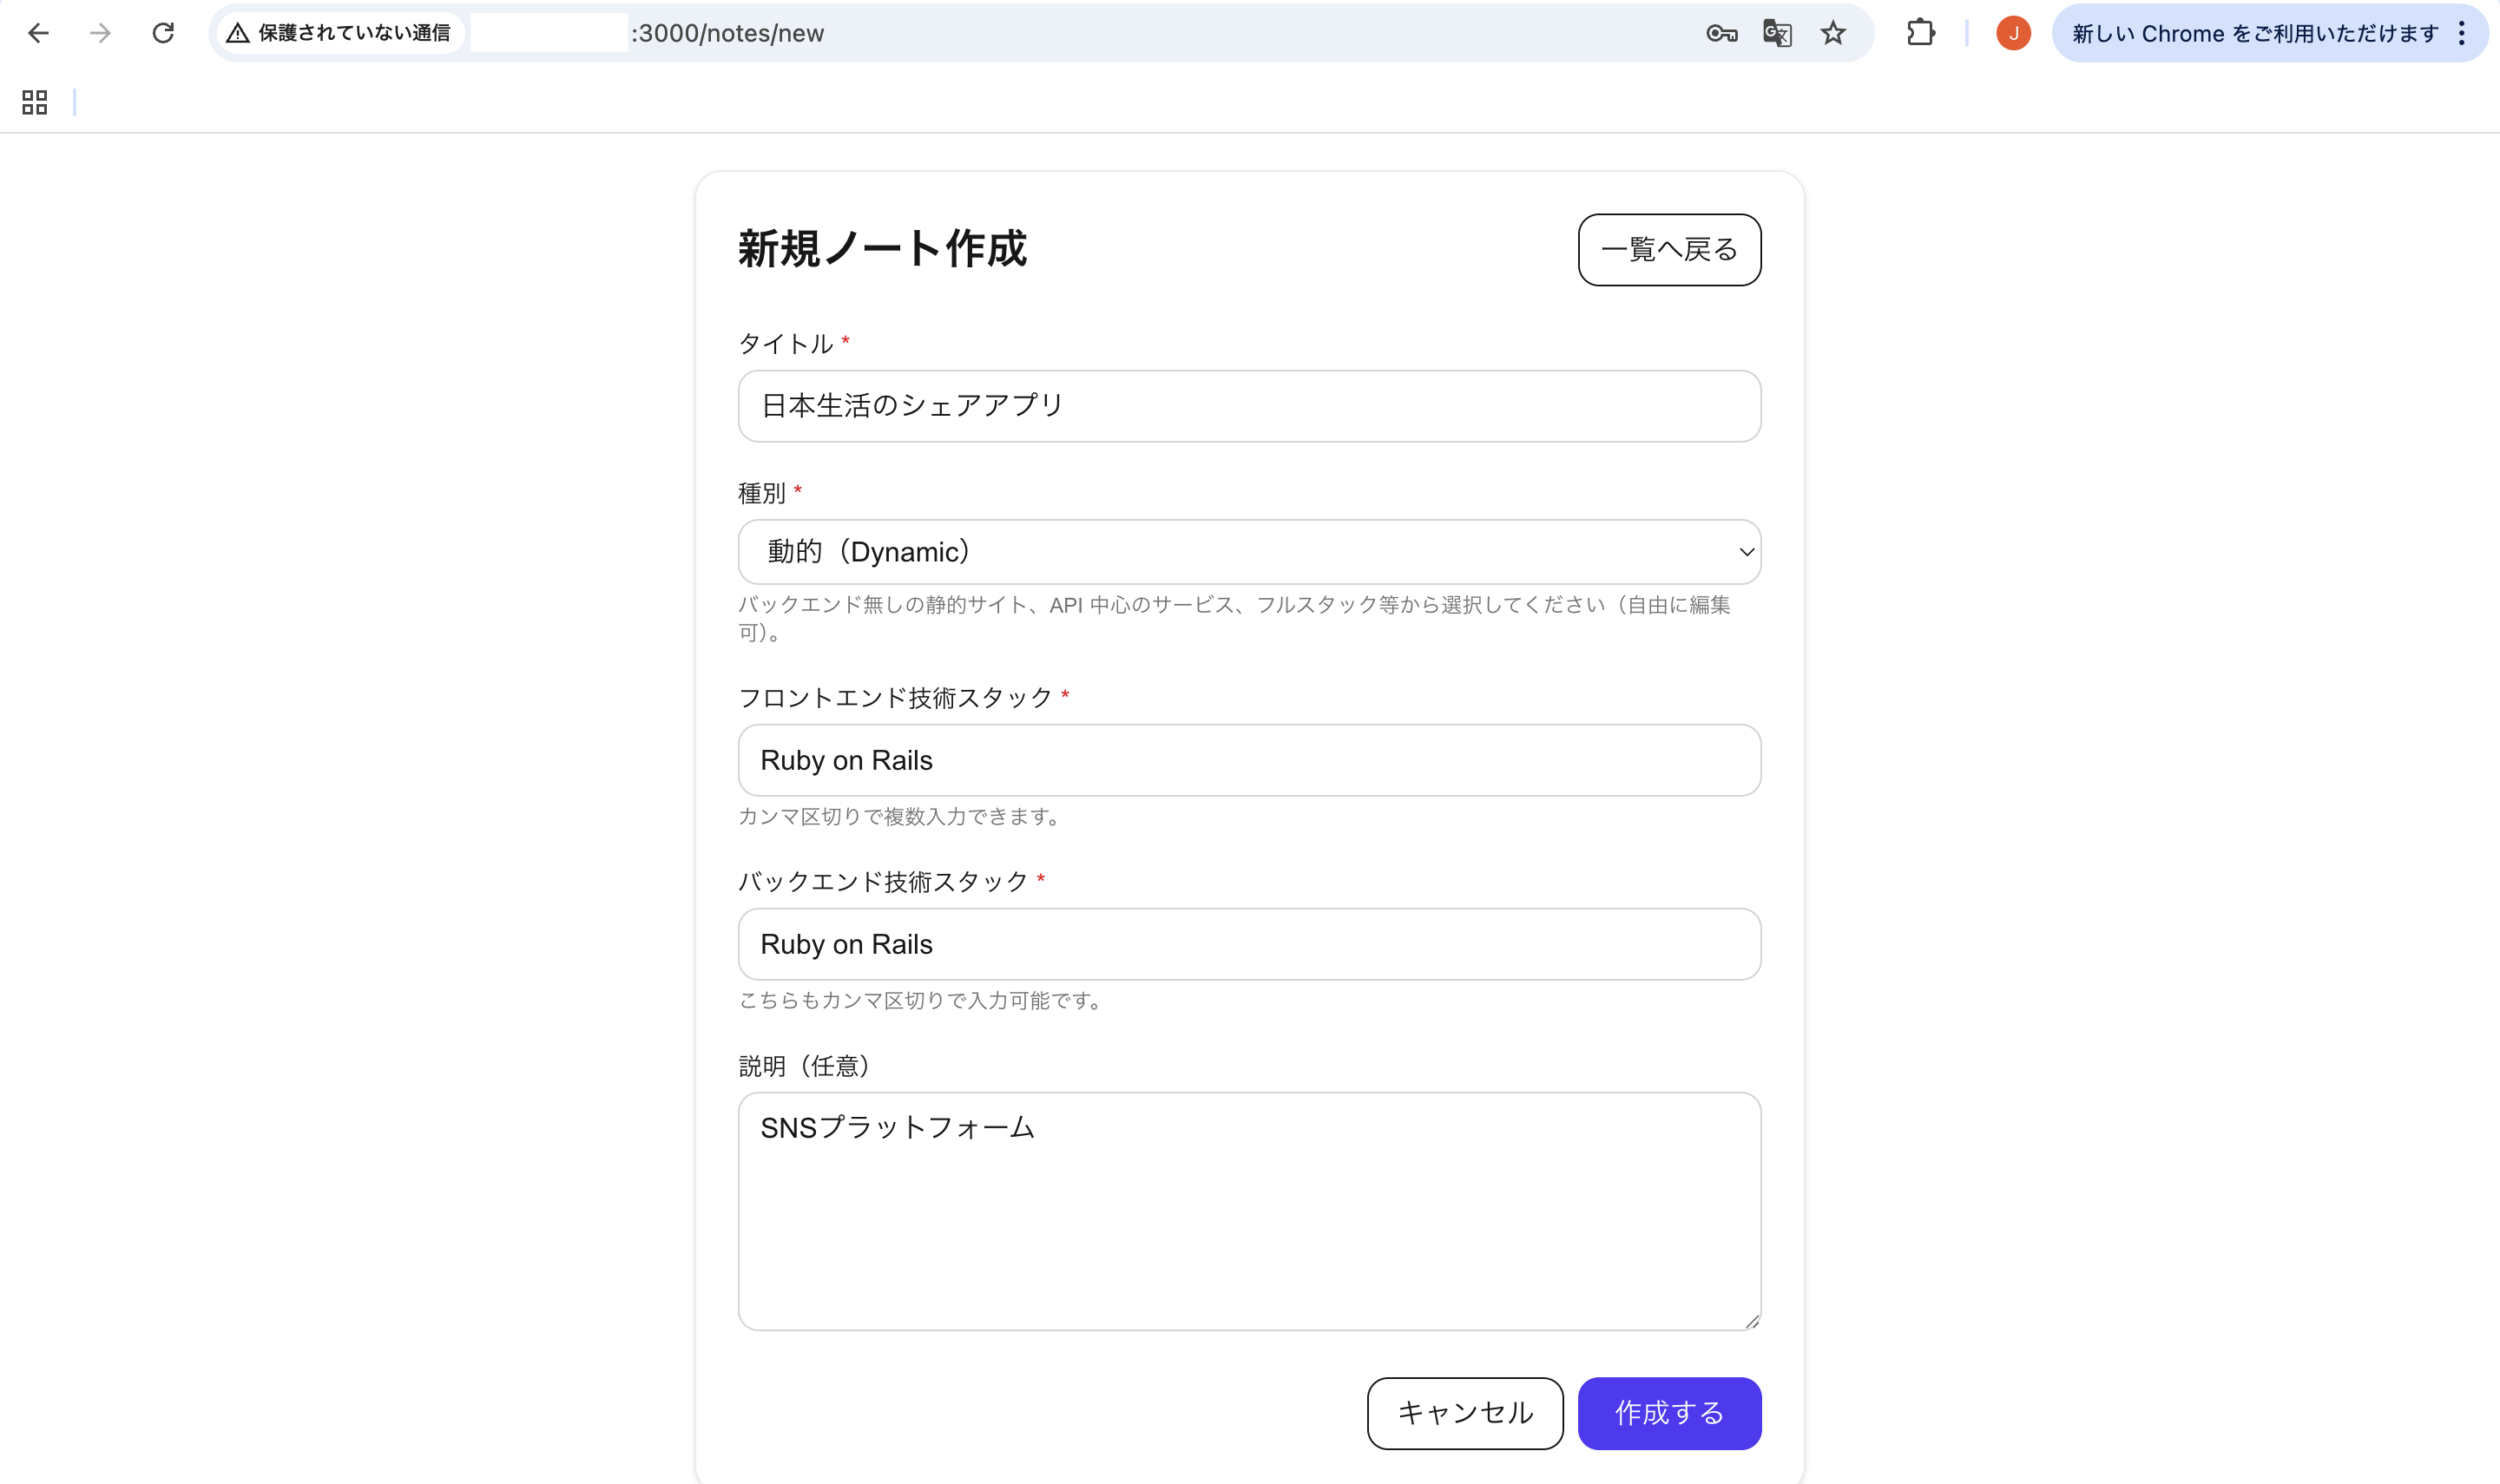 保護されていない通信 :3000/notes/new J 新しい Chrome をご利用いただけます
新規ノート作成
一覧へ戻る
タイトル *
日本生活のシェアアプリ
種別 *
動的（Dynamic）
バックエンド無しの静的サイト、API 中心のサービス、フルスタック等から選択してください（自由に編集
可）。
フロントエンド技術スタック *
Ruby on Rails
カンマ区切りで複数入力できます。
バックエンド技術スタック *
Ruby on Rails
こちらもカンマ区切りで入力可能です。
説明（任意）
SNSプラットフォーム
キャンセル
作成する